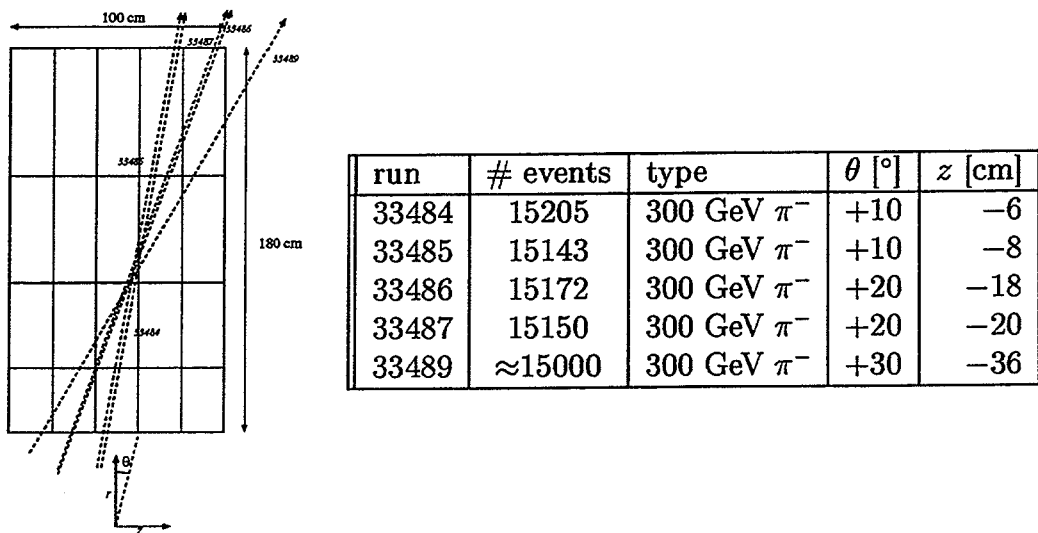 100 cm
33487
33486
33489
33485
180 cm
33484
θ
r
z
run # events type θ [°] z [cm]
33484 15205 300 GeV π⁻ +10 −6
33485 15143 300 GeV π⁻ +10 −8
33486 15172 300 GeV π⁻ +20 −18
33487 15150 300 GeV π⁻ +20 −20
33489 ≈15000 300 GeV π⁻ +30 −36